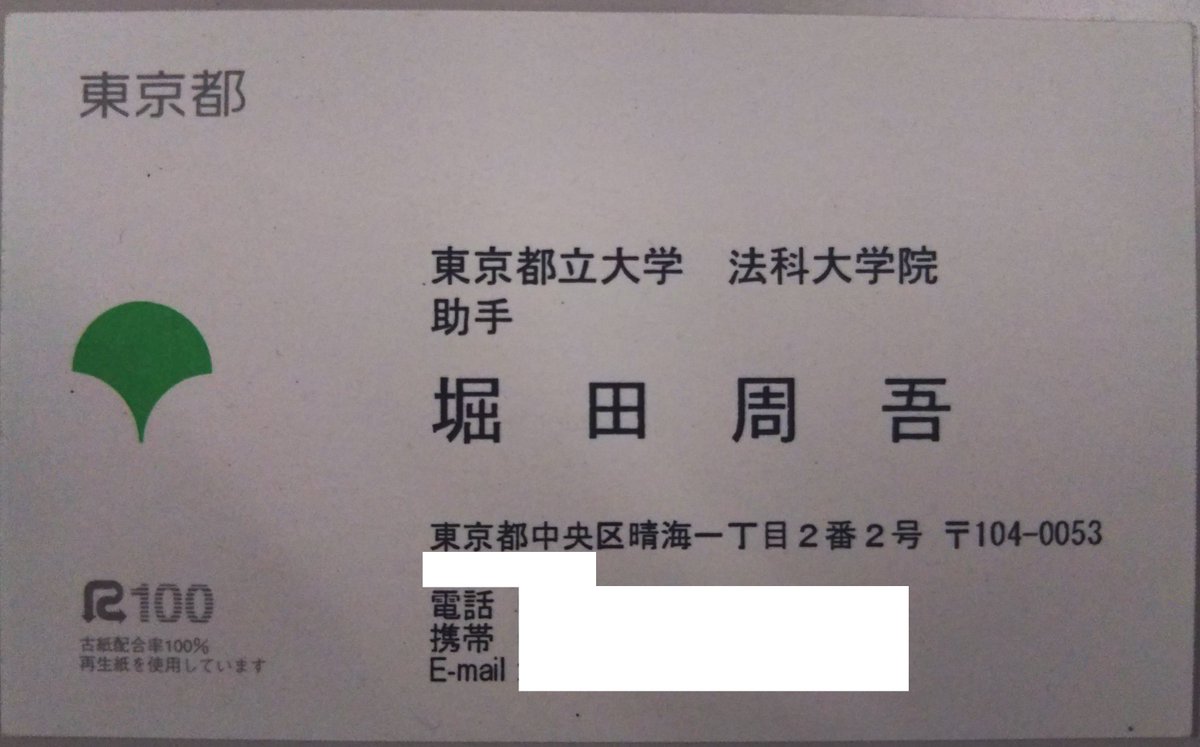 東京都
東京都立大学　法科大学院
助手
堀　田　周　吾
東京都中央区晴海一丁目２番２号 〒104-0053
電話
携帯
E-mail :
R100
古紙配合率100%
再生紙を使用しています